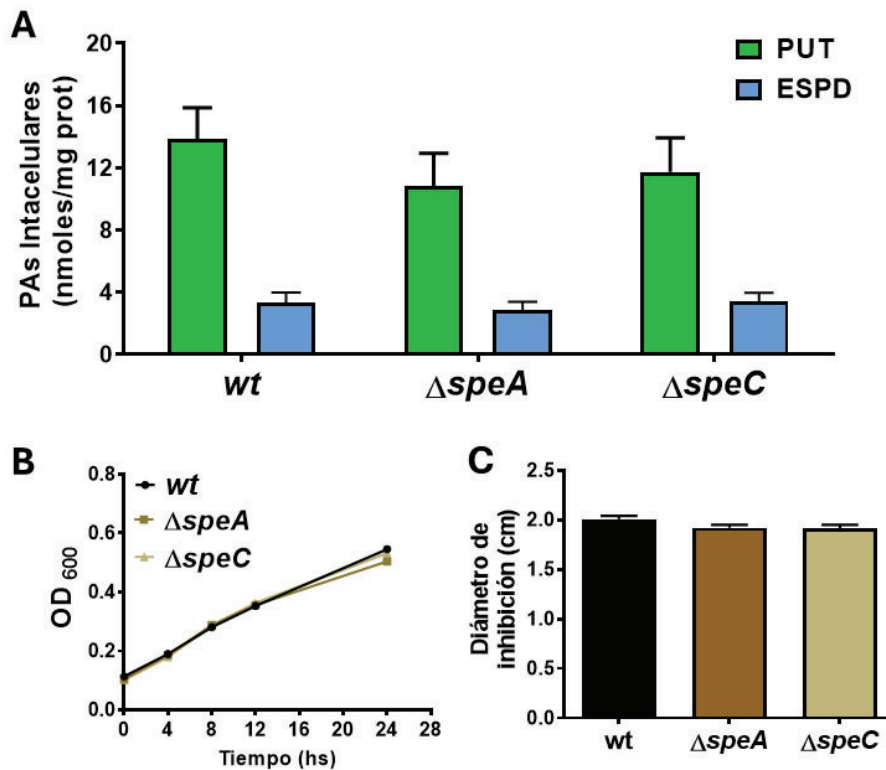 A
PAs Intacelulares
(nmoles/mg prot)
20
16
12
8
4
0
PUT
ESPD
wt
ΔspeA
ΔspeC
B
OD600
0.8
0.6
0.4
0.2
0.0
wt
ΔspeA
ΔspeC
0 4 8 12 16 20 24 28
Tiempo (hs)
C
Diámetro de
inhibición (cm)
2.5
2.0
1.5
1.0
0.5
0.0
wt
ΔspeA
ΔspeC